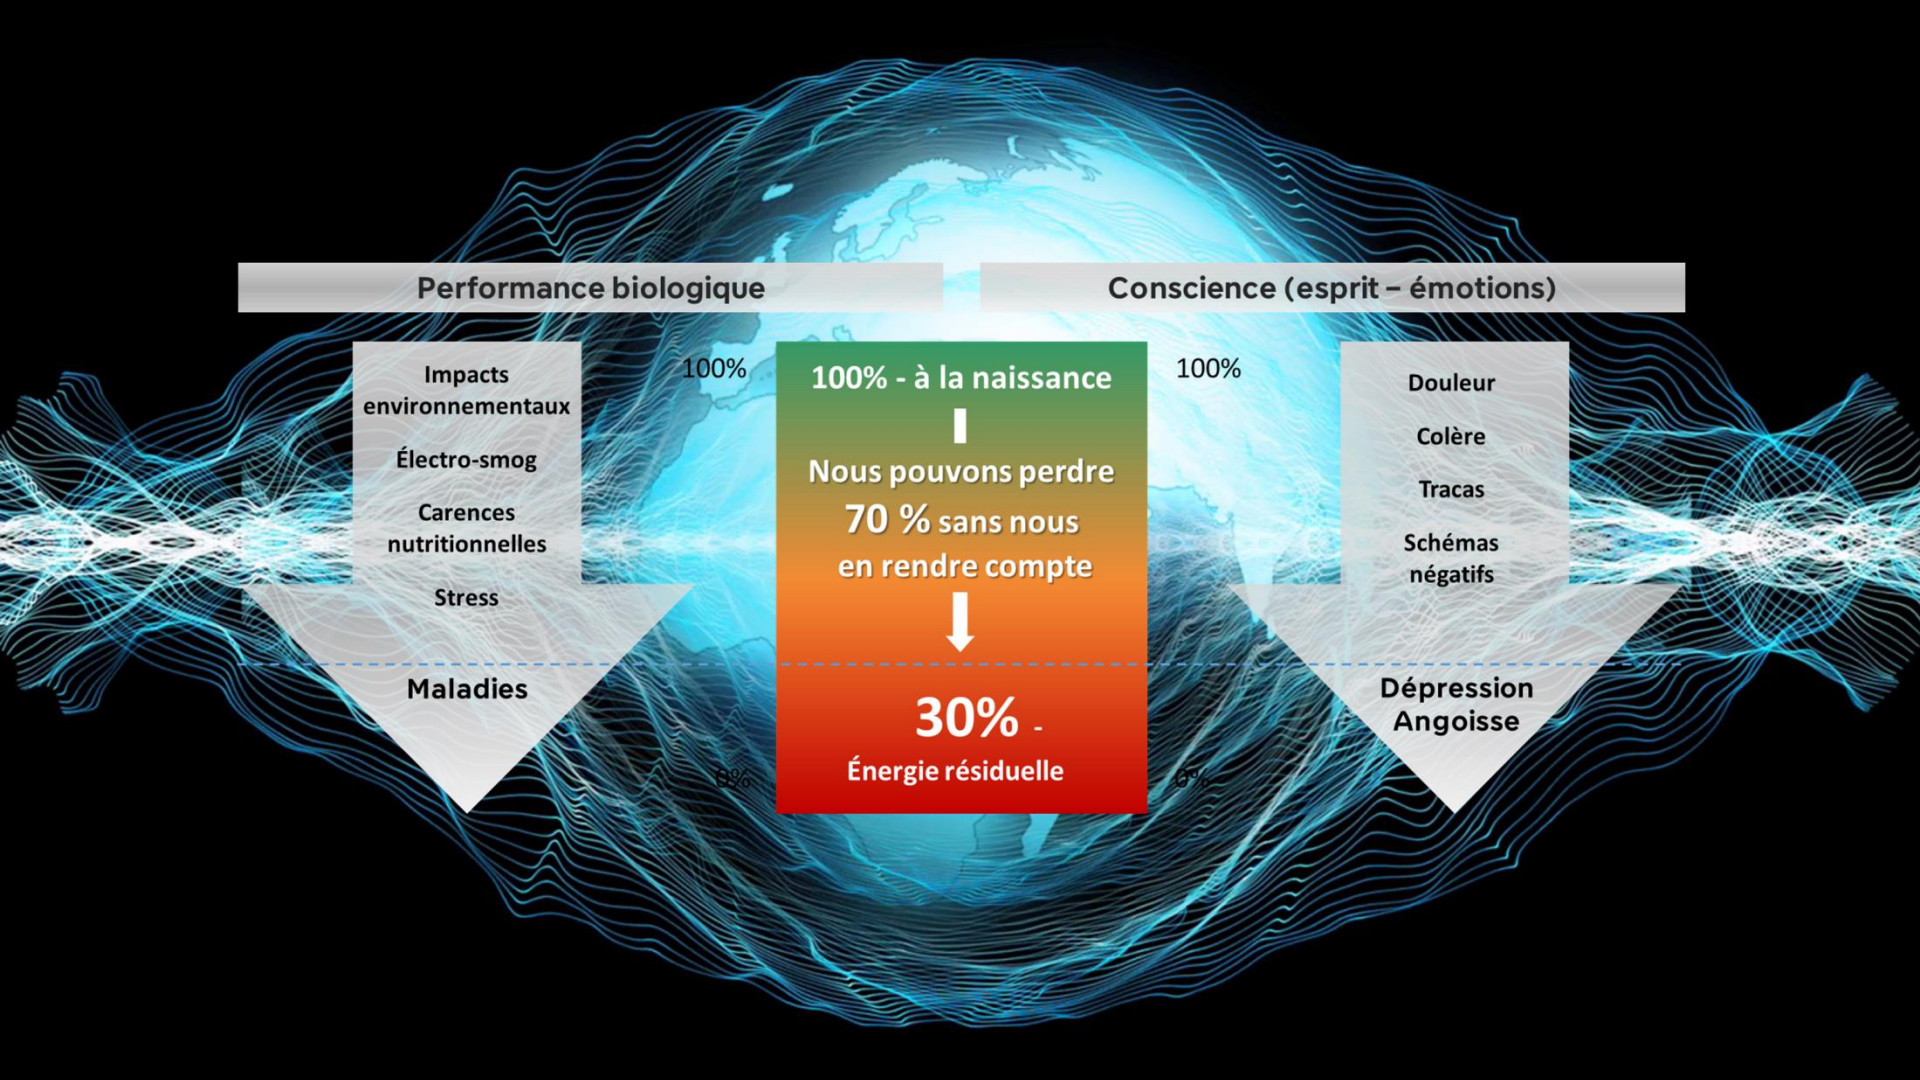 Performance biologique
Conscience (esprit – émotions)
Impacts
environnementaux
Électro-smog
Carences
nutritionnelles
Stress
Maladies
100%
0%
100% - à la naissance
Nous pouvons perdre
70 % sans nous
en rendre compte
30% -
Énergie résiduelle
100%
0%
Douleur
Colère
Tracas
Schémas
négatifs
Dépression
Angoisse